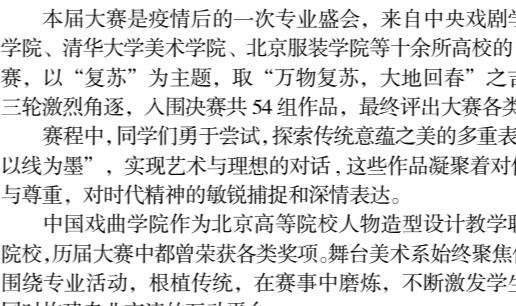 本届大赛是疫情后的一次专业盛会，来自中央戏剧
学院、清华大学美术学院、北京服装学院等十余所高校的
赛，以“复苏”为主题，取“万物复苏，大地回春”之
三轮激烈角逐，入围决赛共 54 组作品，最终评出大赛各
赛程中，同学们勇于尝试，探索传统意蕴之美的多重
以线为墨”，实现艺术与理想的对话，这些作品凝聚着对
与尊重，对时代精神的敏锐捕捉和深情表达。
中国戏曲学院作为北京高等院校人物造型设计教学
院校，历届大赛中都曾荣获各类奖项。舞台美术系始终聚焦
围绕专业活动，根植传统，在赛事中磨炼，不断激发学